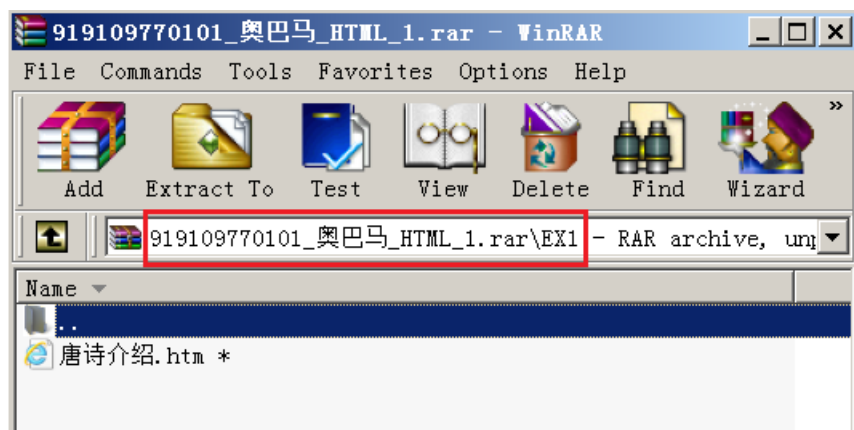 919109770101_奥巴马_HTML_1.rar - WinRAR
File Commands Tools Favorites Options Help
Add Extract To Test View Delete Find Wizard »
919109770101_奥巴马_HTML_1.rar\EX1 - RAR archive,
Name
..
唐诗介绍.htm *